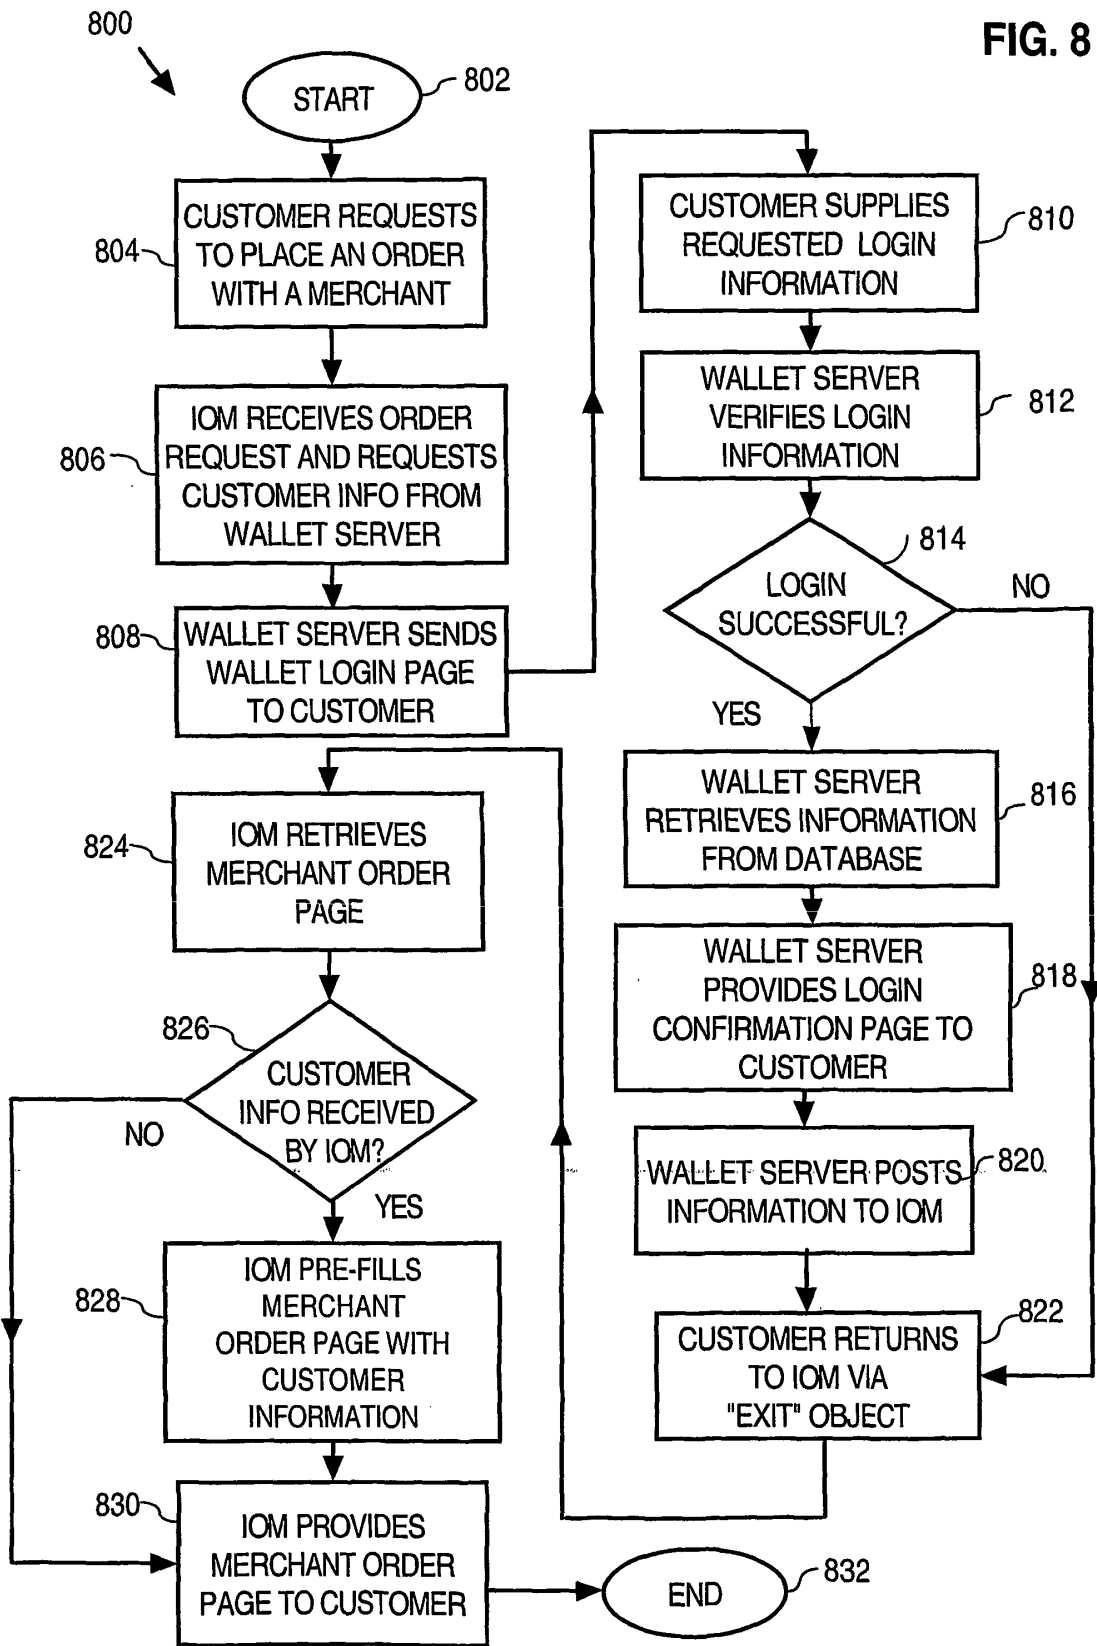 800
FIG. 8
START
802
CUSTOMER REQUESTS
TO PLACE AN ORDER
WITH A MERCHANT
804
IOM RECEIVES ORDER
REQUEST AND REQUESTS
CUSTOMER INFO FROM
WALLET SERVER
806
WALLET SERVER SENDS
WALLET LOGIN PAGE
TO CUSTOMER
808
CUSTOMER SUPPLIES
REQUESTED LOGIN
INFORMATION
810
WALLET SERVER
VERIFIES LOGIN
INFORMATION
812
LOGIN
SUCCESSFUL?
814
NO
YES
WALLET SERVER
RETRIEVES INFORMATION
FROM DATABASE
816
WALLET SERVER
PROVIDES LOGIN
CONFIRMATION PAGE TO
CUSTOMER
818
WALLET SERVER POSTS
INFORMATION TO IOM
820
CUSTOMER RETURNS
TO IOM VIA
"EXIT" OBJECT
822
IOM RETRIEVES
MERCHANT ORDER
PAGE
824
CUSTOMER
INFO RECEIVED
BY IOM?
826
NO
YES
IOM PRE-FILLS
MERCHANT
ORDER PAGE WITH
CUSTOMER
INFORMATION
828
IOM PROVIDES
MERCHANT ORDER
PAGE TO CUSTOMER
830
END
832